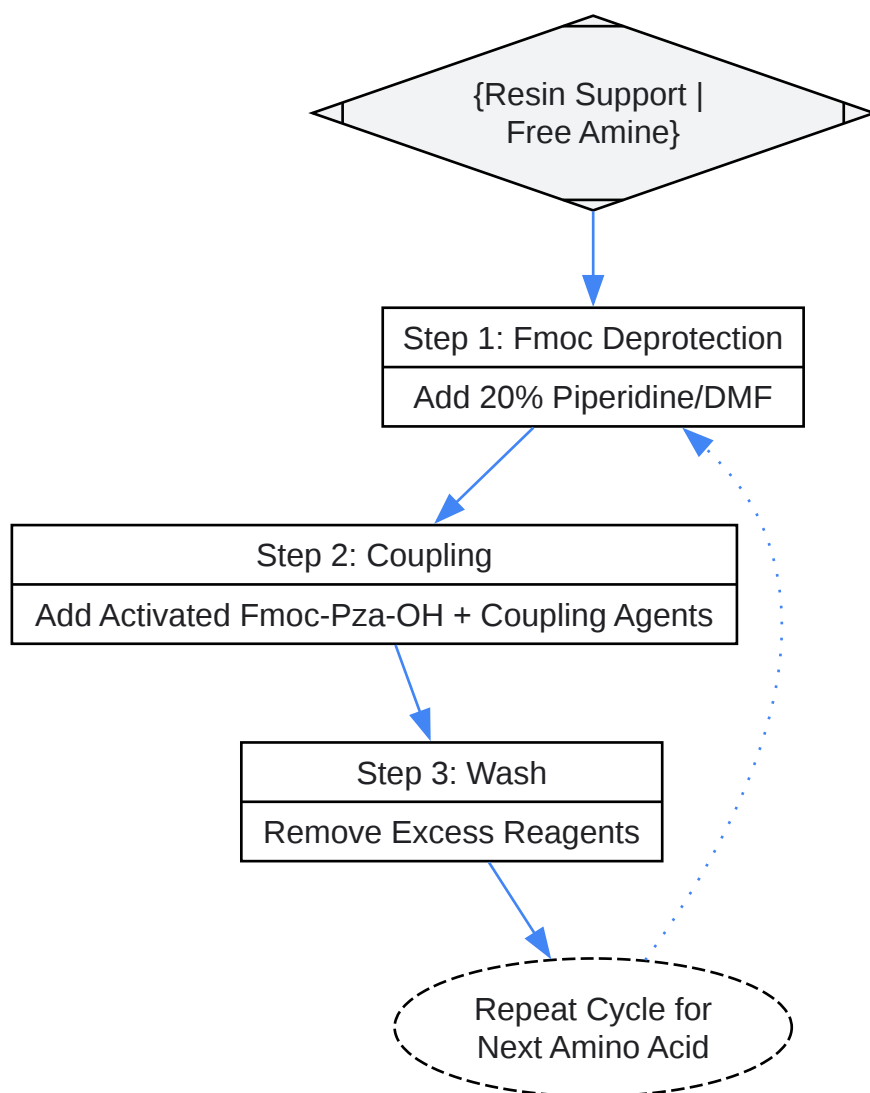 {Resin Support |
Free Amine}
Step 1: Fmoc Deprotection
Add 20% Piperidine/DMF
Step 2: Coupling
Add Activated Fmoc-Pza-OH + Coupling Agents
Step 3: Wash
Remove Excess Reagents
Repeat Cycle for
Next Amino Acid